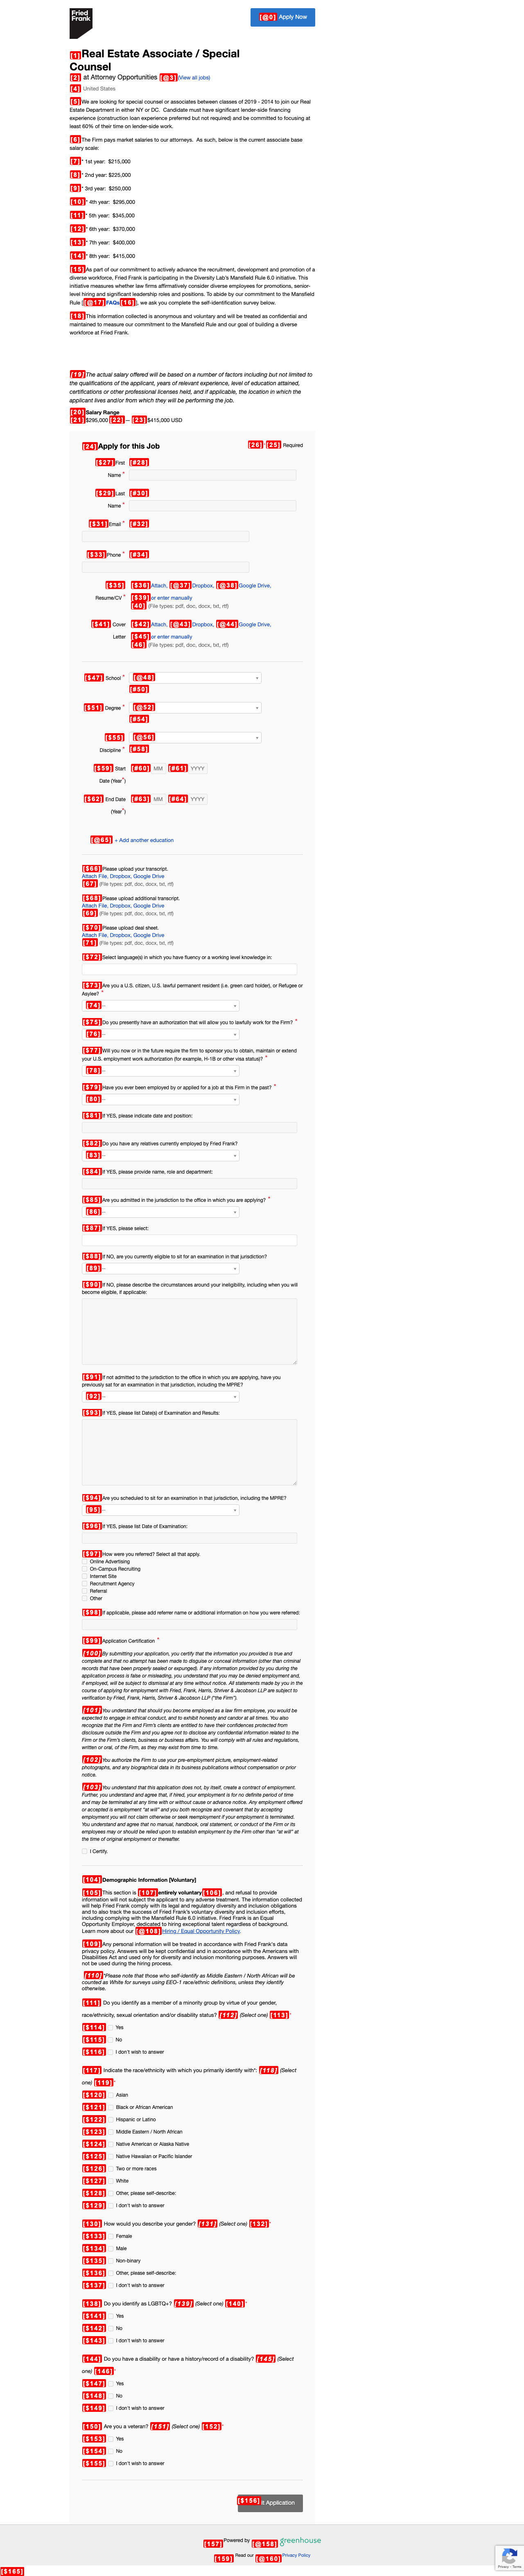 Fried
Frank
[@0] Apply Now
[1]Real Estate Associate / Special
Counsel
[2] at Attorney Opportunities [@3](View all jobs)
[4] United States
[5]We are looking for special counsel or associates between classes of 2019 - 2014 to join our Real
Estate Department in either NY or DC.  Candidate must have significant lender-side financing
experience (construction loan experience preferred but not required) and be committed to focusing at
least 60% of their time on lender-side work.
[6]The Firm pays market salaries to our attorneys.  As such, below is the current associate base
salary scale:
[7]* 1st year:  $215,000
[8]* 2nd year: $225,000
[9]* 3rd year:  $250,000
[10]* 4th year:  $295,000
[11]* 5th year:  $345,000
[12]* 6th year:  $370,000
[13]* 7th year:  $400,000
[14]* 8th year:  $415,000
[15]As part of our commitment to actively advance the recruitment, development and promotion of a
diverse workforce, Fried Frank is participating in the Diversity Lab's Mansfield Rule 6.0 initiative. This
initiative measures whether law firms affirmatively consider diverse employees for promotions, senior-
level hiring and significant leadership roles and positions. To abide by our commitment to the Mansfield
Rule [[@17]FAQs[16]], we ask you complete the self-identification survey below.
[18]This information collected is anonymous and voluntary and will be treated as confidential and
maintained to measure our commitment to the Mansfield Rule and our goal of building a diverse
workforce at Fried Frank.
[19]The actual salary offered will be based on a number of factors including but not limited to
the qualifications of the applicant, years of relevant experience, level of education attained,
certifications or other professional licenses held, and if applicable, the location in which the
applicant lives and/or from which they will be performing the job.
[20]Salary Range
[21]$295,000 [22]— [23]$415,000 USD
[24]Apply for this Job [26] [25] Required
[$27]First [#28]
Name *
[$29]Last [#30]
Name *
[$31]Email * [#32]
[$33]Phone * [#34]
[$35] [$36]Attach, [@37]Dropbox, [@38]Google Drive,
Resume/CV * [$39]or enter manually
[40] (File types: pdf, doc, docx, txt, rtf)
[$41] Cover [$42]Attach, [@43]Dropbox, [@44]Google Drive,
Letter [$45]or enter manually
[46] (File types: pdf, doc, docx, txt, rtf)
[$47] School * [@48]
[#50]
[$51] Degree * [@52]
[#54]
[$55] [@56]
Discipline * [#58]
[$59] Start [#60] MM [#61] YYYY
Date (Year*)
[$62] End Date [#63] MM [#64] YYYY
(Year*)
[@65] + Add another education
[$66]Please upload your transcript.
Attach File, Dropbox, Google Drive
[67] (File types: pdf, doc, docx, txt, rtf)
[$68]Please upload additional transcript.
Attach File, Dropbox, Google Drive
[69] (File types: pdf, doc, docx, txt, rtf)
[$70]Please upload deal sheet.
Attach File, Dropbox, Google Drive
[71] (File types: pdf, doc, docx, txt, rtf)
[$72]Select language(s) in which you have fluency or a working level knowledge in:
[$73]Are you a U.S. citizen, U.S. lawful permanent resident (i.e. green card holder), or Refugee or
Asylee? *
[74]--
[$75]Do you presently have an authorization that will allow you to lawfully work for the Firm? *
[76]--
[$77]Will you now or in the future require the firm to sponsor you to obtain, maintain or extend
your U.S. employment work authorization (for example, H-1B or other visa status)? *
[78]--
[$79]Have you ever been employed by or applied for a job at this Firm in the past? *
[80]--
[$81]If YES, please indicate date and position:
[$82]Do you have any relatives currently employed by Fried Frank?
[83]--
[$84]If YES, please provide name, role and department:
[$85]Are you admitted in the jurisdiction to the office in which you are applying? *
[86]--
[$87]If YES, please select:
[$88]If NO, are you currently eligible to sit for an examination in that jurisdiction?
[89]--
[$90]If NO, please describe the circumstances around your ineligibility, including when you will
become eligible, if applicable:
[$91]If not admitted to the jurisdiction to the office in which you are applying, have you
previously sat for an examination in that jurisdiction, including the MPRE?
[92]--
[$93]If YES, please list Date(s) of Examination and Results:
[$94]Are you scheduled to sit for an examination in that jurisdiction, including the MPRE?
[95]--
[$96]If YES, please list Date of Examination:
[$97]How were you referred? Select all that apply.
Online Advertising
On-Campus Recruiting
Internet Site
Recruitment Agency
Referral
Other
[$98]If applicable, please add referrer name or additional information on how you were referred:
[$99]Application Certification *
[100]By submitting your application, you certify that the information you provided is true and
complete and that no attempt has been made to disguise or conceal information (other than criminal
records that have been properly sealed or expunged). If any information provided by you during the
application process is false or misleading, you understand that you may be denied employment and,
if employed, will be subject to dismissal at any time without notice. All statements made by you in the
course of applying for employment with Fried, Frank, Harris, Shriver & Jacobson LLP are subject to
verification by Fried, Frank, Harris, Shriver & Jacobson LLP ("the Firm").
[101]You understand that should you become employed as a law firm employee, you would be
expected to engage in ethical conduct, and to exhibit honesty and candor at all times. You also
recognize that the Firm and Firm's clients are entitled to have their confidences protected from
disclosure outside the Firm and you agree not to disclose any confidential information related to the
Firm or the Firm's clients, business or business affairs. You will comply with all rules and regulations,
written or oral, of the Firm, as they may exist from time to time.
[102]You authorize the Firm to use your pre-employment picture, employment-related
photographs, and any biographical data in its business publications without compensation or prior
notice.
[103]You understand that this application does not, by itself, create a contract of employment.
Further, you understand and agree that, if hired, your employment is for no definite period of time
and may be terminated at any time with or without cause or advance notice. Any employment offered
or accepted is employment "at will" and you both recognize and covenant that by accepting
employment you will not claim otherwise or seek reemployment if your employment is terminated.
You understand and agree that no manual, handbook, oral statement, or conduct of the Firm or its
employees may or should be relied upon to establish employment by the Firm other than "at will" at
the time of original employment or thereafter.
I Certify.
[104]Demographic Information [Voluntary]
[105]This section is [107]entirely voluntary[106], and refusal to provide
information will not subject the applicant to any adverse treatment. The information collected
will help Fried Frank comply with its legal and regulatory diversity and inclusion obligations
and to also track the success of Fried Frank's voluntary diversity and inclusion efforts,
including complying with the Mansfield Rule 6.0 initiative. Fried Frank is an Equal
Opportunity Employer, dedicated to hiring exceptional talent regardless of background.
Learn more about our [@108]Hiring / Equal Opportunity Policy.
[109]Any personal information will be treated in accordance with Fried Frank's data
privacy policy. Answers will be kept confidential and in accordance with the Americans with
Disabilities Act and used only for diversity and inclusion monitoring purposes. Answers will
not be used during the hiring process.
[110]*Please note that those who self-identify as Middle Eastern / North African will be
counted as White for surveys using EEO-1 race/ethnic definitions, unless they identify
otherwise.
[111] Do you identify as a member of a minority group by virtue of your gender,
race/ethnicity, sexual orientation and/or disability status? [112] (Select one) [113]*
[$114] Yes
[$115] No
[$116] I don't wish to answer
[117] Indicate the race/ethnicity with which you primarily identify with*: [118] (Select
one) [119]*
[$120] Asian
[$121] Black or African American
[$122] Hispanic or Latino
[$123] Middle Eastern / North African
[$124] Native American or Alaska Native
[$125] Native Hawaiian or Pacific Islander
[$126] Two or more races
[$127] White
[$128] Other, please self-describe:
[$129] I don't wish to answer
[130] How would you describe your gender? [131] (Select one) [132]*
[$133] Female
[$134] Male
[$135] Non-binary
[$136] Other, please self-describe:
[$137] I don't wish to answer
[138] Do you identify as LGBTQ+? [139] (Select one) [140]*
[$141] Yes
[$142] No
[$143] I don't wish to answer
[144] Do you have a disability or have a history/record of a disability? [145] (Select
one) [146]*
[$147] Yes
[$148] No
[$149] I don't wish to answer
[150] Are you a veteran? [151] (Select one) [152]*
[$153] Yes
[$154] No
[$155] I don't wish to answer
[$156]t Application
[157]Powered by [@158] greenhouse
[159] Read our [@160]Privacy Policy
Privacy - Terms
[$165]